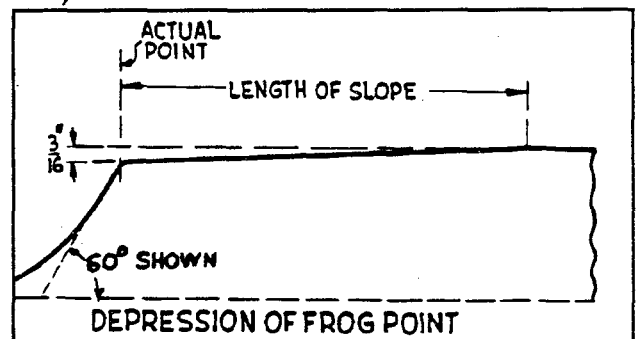 ACTUAL
POINT
LENGTH OF SLOPE
3"
16
60° SHOWN
DEPRESSION OF FROG POINT